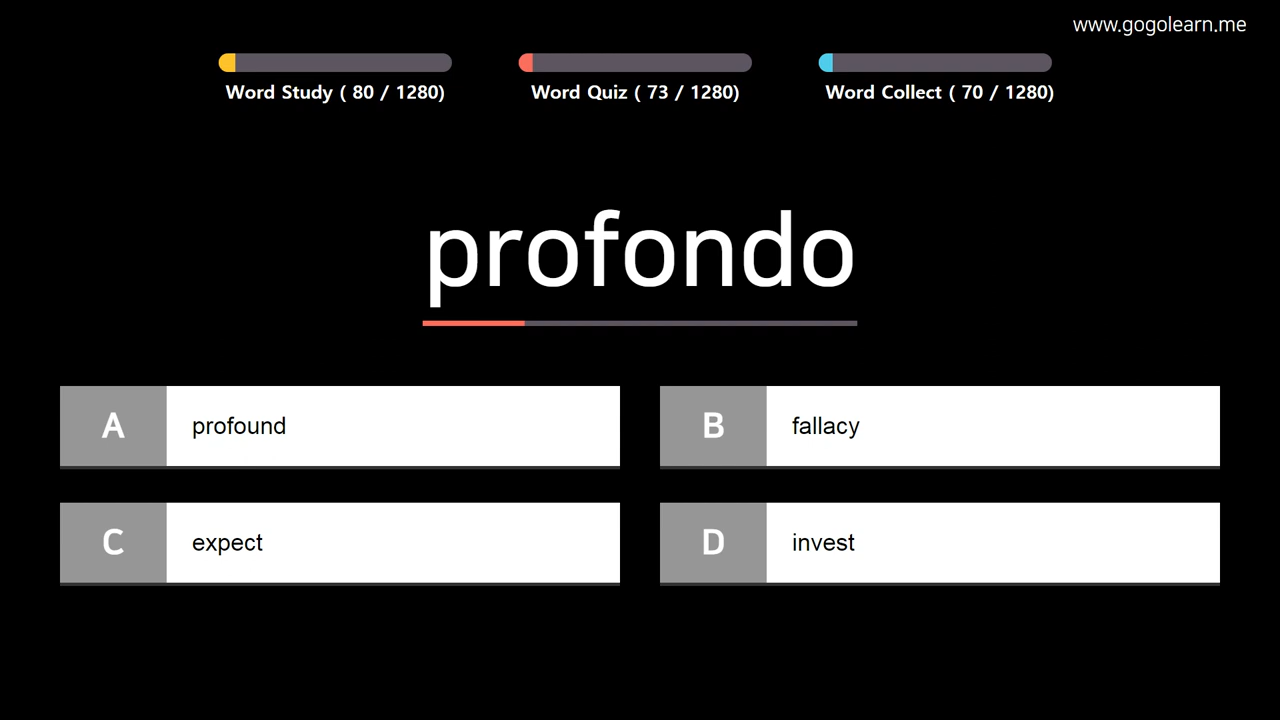 www.gogolearn.me
Word Study ( 80 / 1280)
Word Quiz ( 73 / 1280)
Word Collect ( 70 / 1280)
profondo
A profound
B fallacy
C expect
D invest